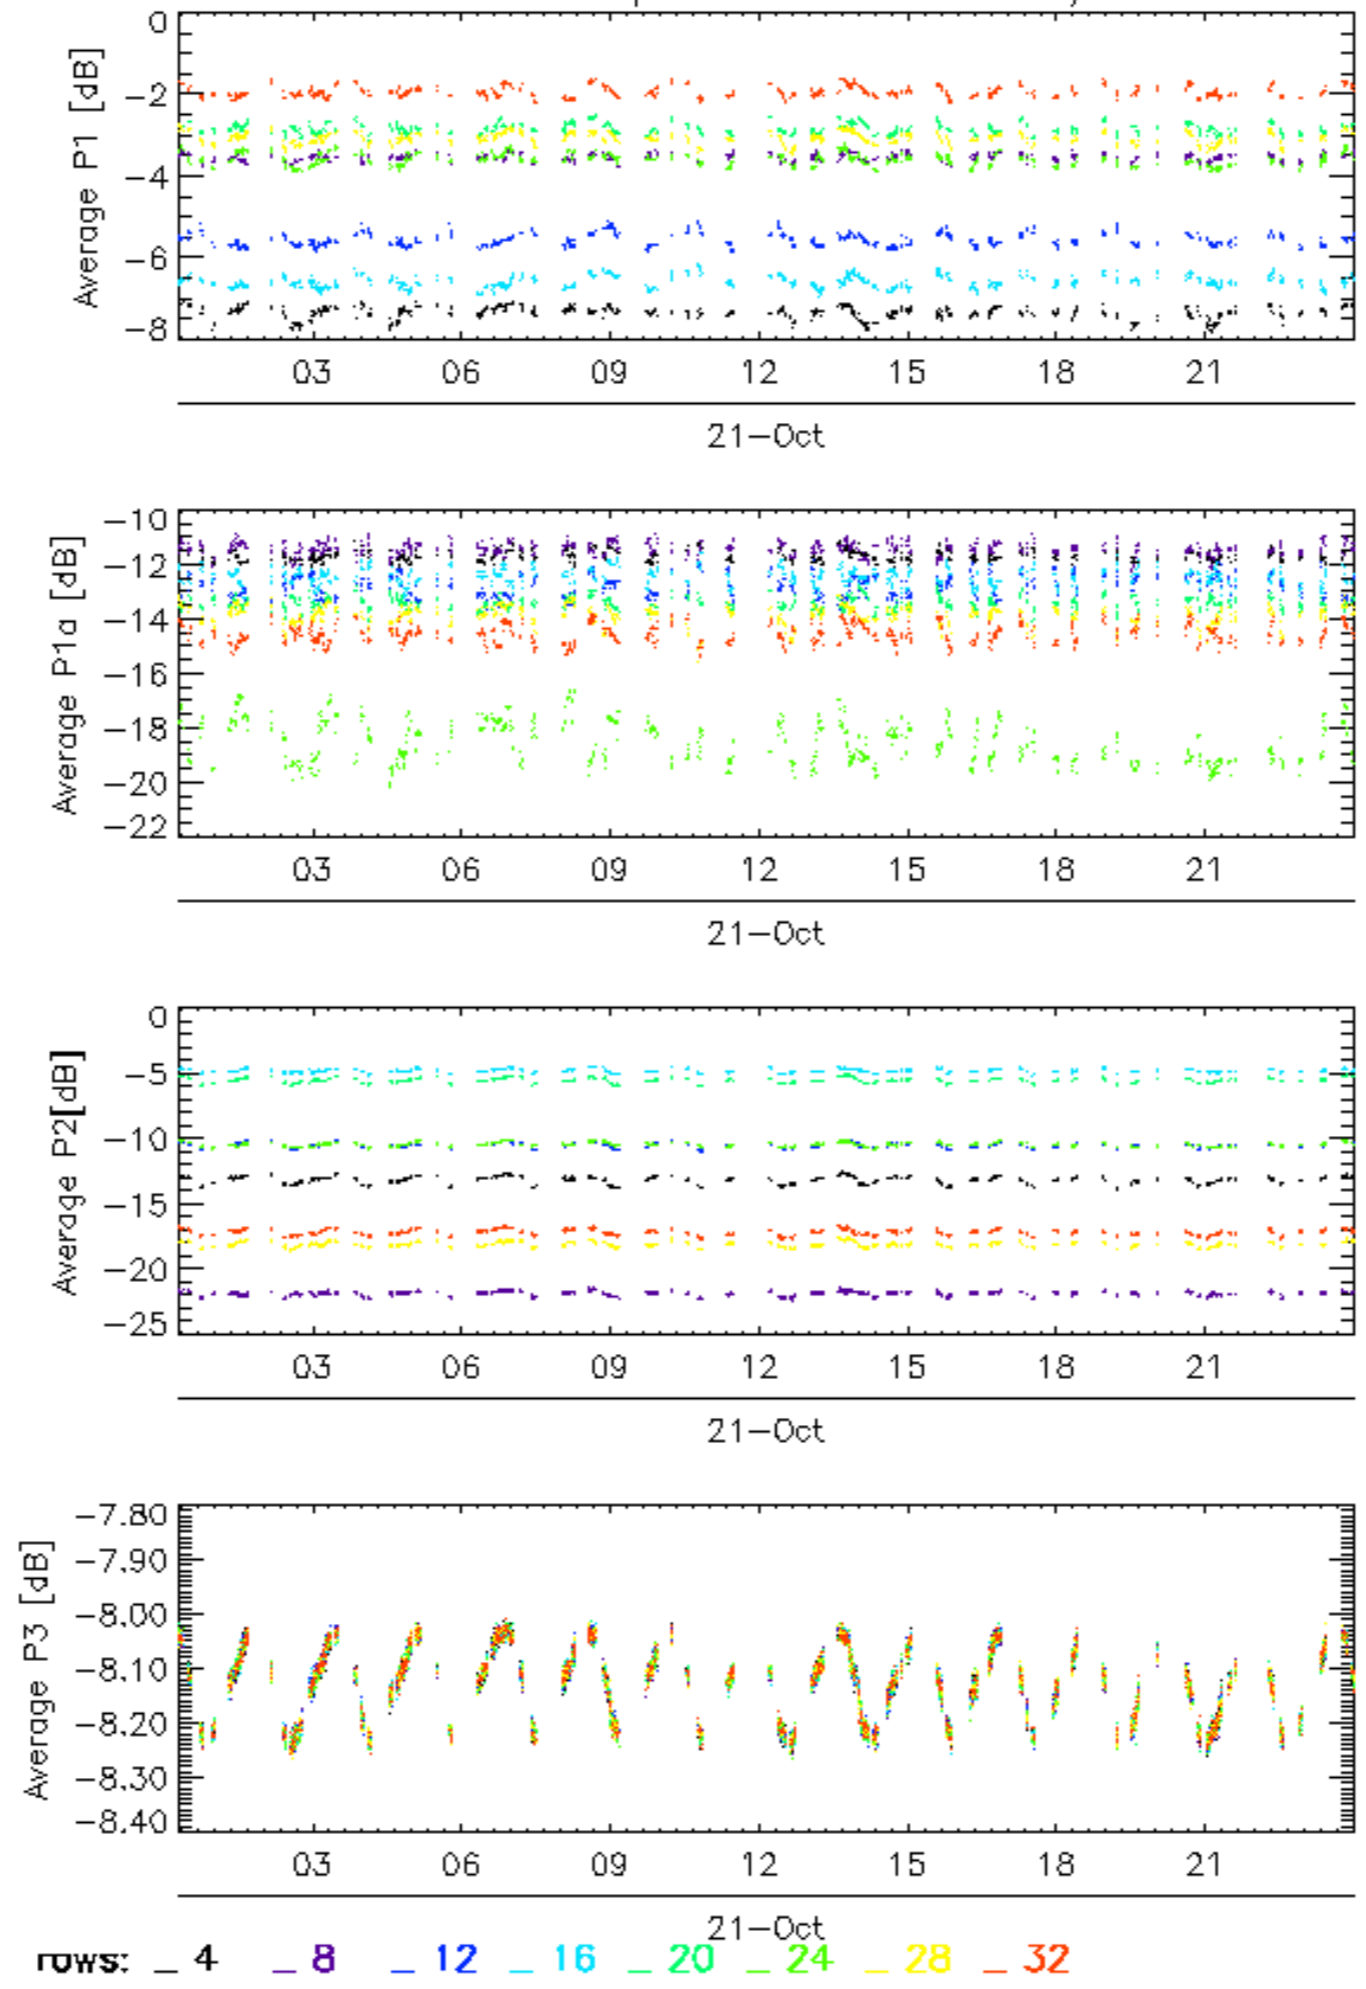 Average P1 [dB]
0
−2
−4
−6
−8
03 06 09 12 15 18 21
21−Oct
Average P1a [dB]
−10
−12
−14
−16
−18
−20
−22
03 06 09 12 15 18 21
21−Oct
Average P2[dB]
0
−5
−10
−15
−20
−25
03 06 09 12 15 18 21
21−Oct
Average P3 [dB]
−7.80
−7.90
−8.00
−8.10
−8.20
−8.30
−8.40
03 06 09 12 15 18 21
21−Oct
rows: _ 4 _ 8 _ 12 _ 16 _ 20 _ 24 _ 28 _ 32